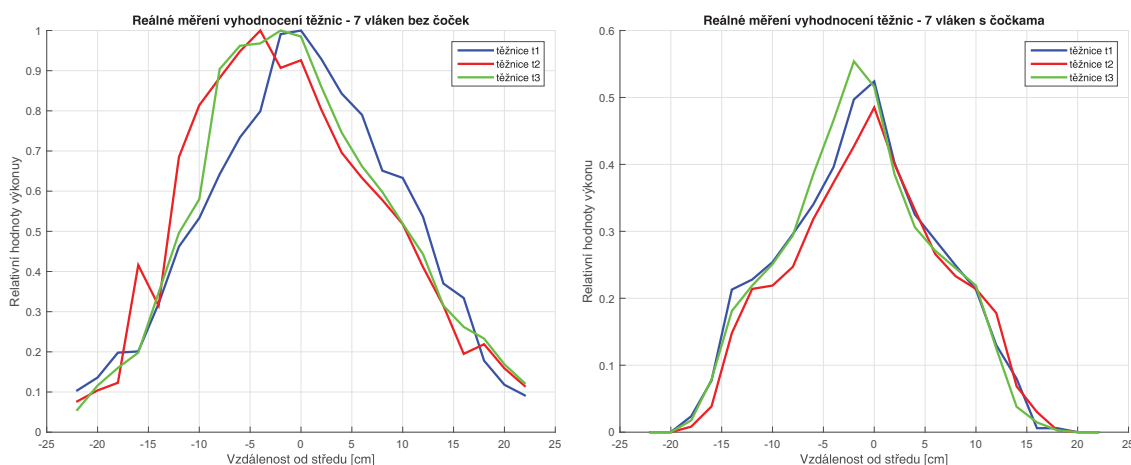 Reálné měření vyhodnocení těžnic - 7 vláken bez čoček
1
0.9
0.8
0.7
0.6
0.5
0.4
0.3
0.2
0.1
0
Relativní hodnoty výkonuy
-25 -20 -15 -10 -5 0 5 10 15 20 25
Vzdálenost od středu [cm]
těžnice t1
těžnice t2
těžnice t3
Reálné měření vyhodnocení těžnic - 7 vláken s čočkama
0.6
0.5
0.4
0.3
0.2
0.1
0
Relativní hodnoty výkonu
-25 -20 -15 -10 -5 0 5 10 15 20 25
Vzdálenost od středu [cm]
těžnice t1
těžnice t2
těžnice t3